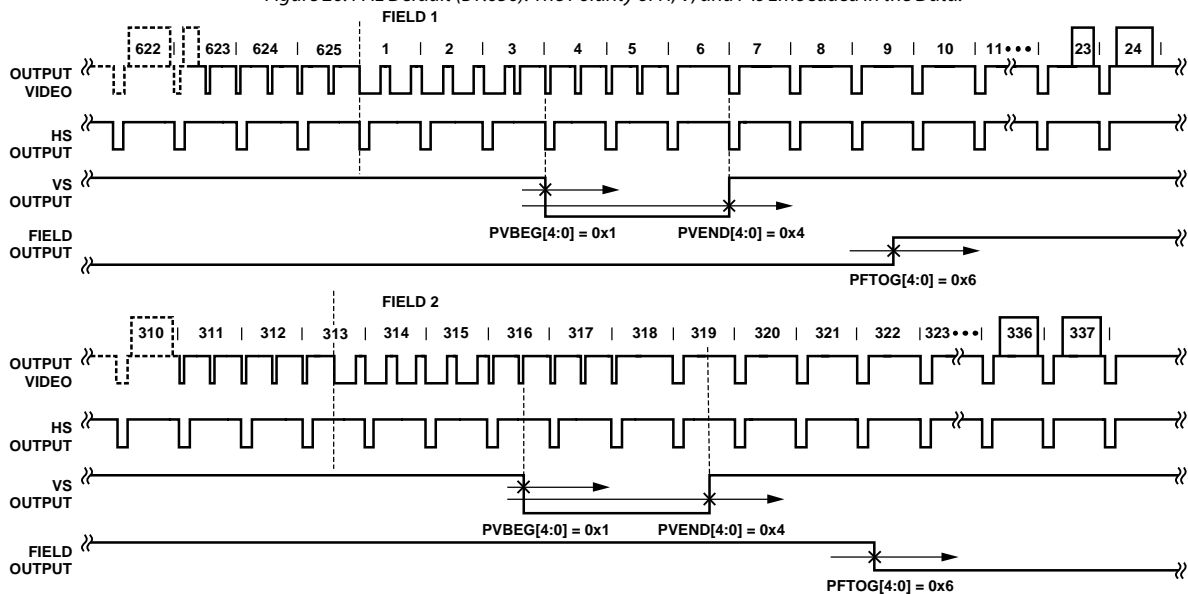 Figure 26. PAL Default (BT.656). The Polarity of H, V, and F is Embedded in the Data.
FIELD 1
622 | 623 | 624 | 625 | 1 | 2 | 3 | 4 | 5 | 6 | 7 | 8 | 9 | 10 | 11 ••• | 23 | 24 |
OUTPUT
VIDEO
HS
OUTPUT
VS
OUTPUT
PVBEG[4:0] = 0x1 PVEND[4:0] = 0x4
FIELD
OUTPUT
PFTOG[4:0] = 0x6
FIELD 2
310 | 311 | 312 | 313 | 314 | 315 | 316 | 317 | 318 | 319 | 320 | 321 | 322 | 323 ••• | 336 | 337 |
OUTPUT
VIDEO
HS
OUTPUT
VS
OUTPUT
PVBEG[4:0] = 0x1 PVEND[4:0] = 0x4
FIELD
OUTPUT
PFTOG[4:0] = 0x6